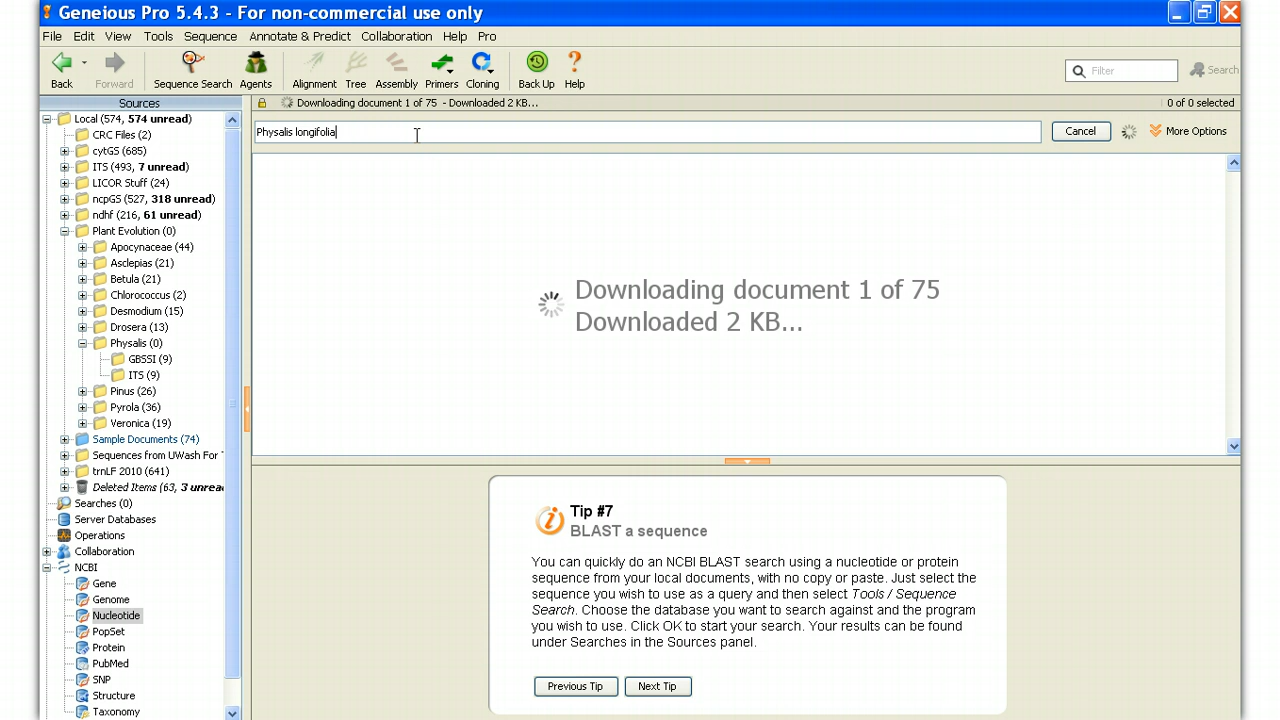 Geneious Pro 5.4.3 - For non-commercial use only
File Edit View Tools Sequence Annotate & Predict Collaboration Help Pro
Back Forward Sequence Search Agents Alignment Tree Assembly Primers Cloning Back Up Help Filter Search
Sources
Downloading document 1 of 75 - Downloaded 2 KB...
0 of 0 selected
Physalis longifolia
Cancel
More Options
Local (574, 574 unread)
CRC Files (2)
cytGS (685)
ITS (493, 7 unread)
LICOR Stuff (24)
ncpGS (527, 318 unread)
ndhf (216, 61 unread)
Plant Evolution (0)
Apocynaceae (44)
Asclepias (21)
Betula (21)
Chlorococcus (2)
Desmodium (15)
Drosera (13)
Physalis (0)
GBSSI (9)
ITS (9)
Pinus (26)
Pyrola (36)
Veronica (19)
Sample Documents (74)
Sequences from UWash For
trnLF 2010 (641)
Deleted Items (63, 3 unrea
Searches (0)
Server Databases
Operations
Collaboration
NCBI
Gene
Genome
Nucleotide
PopSet
Protein
PubMed
SNP
Structure
Taxonomy
Downloading document 1 of 75
Downloaded 2 KB...
Tip #7
BLAST a sequence
You can quickly do an NCBI BLAST search using a nucleotide or protein
sequence from your local documents, with no copy or paste. Just select the
sequence you wish to use as a query and then select Tools / Sequence
Search. Choose the database you want to search against and the program
you wish to use. Click OK to start your search. Your results can be found
under Searches in the Sources panel.
Previous Tip
Next Tip